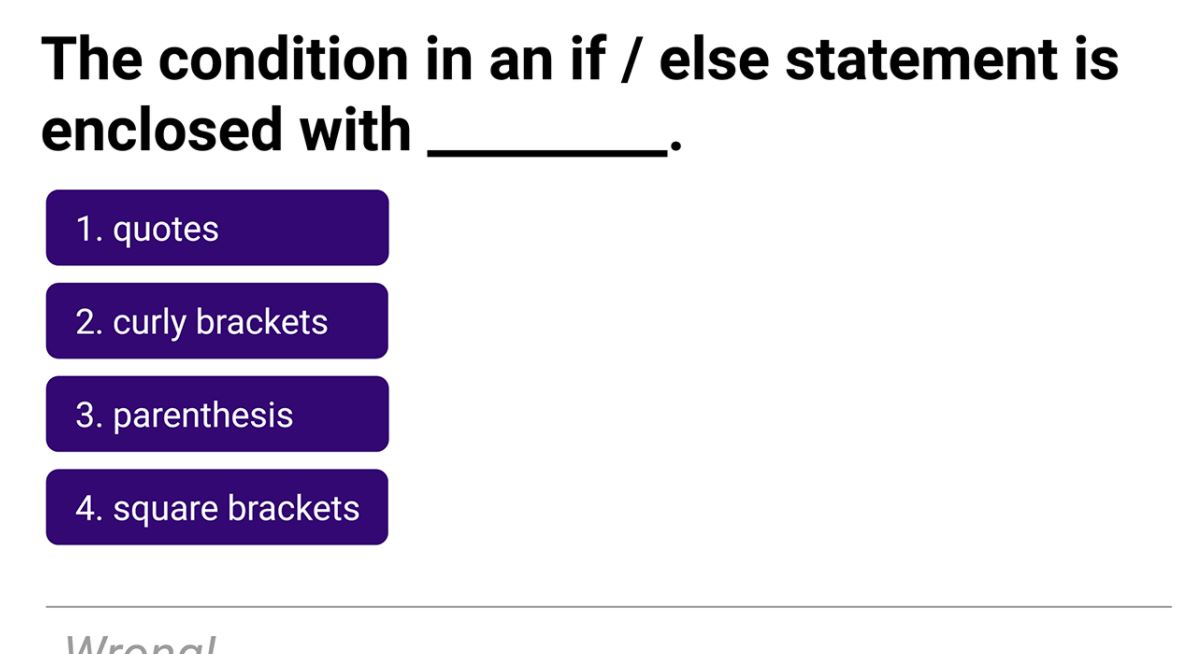 The condition in an if / else statement is
enclosed with ________.
1. quotes
2. curly brackets
3. parenthesis
4. square brackets
Wrong!